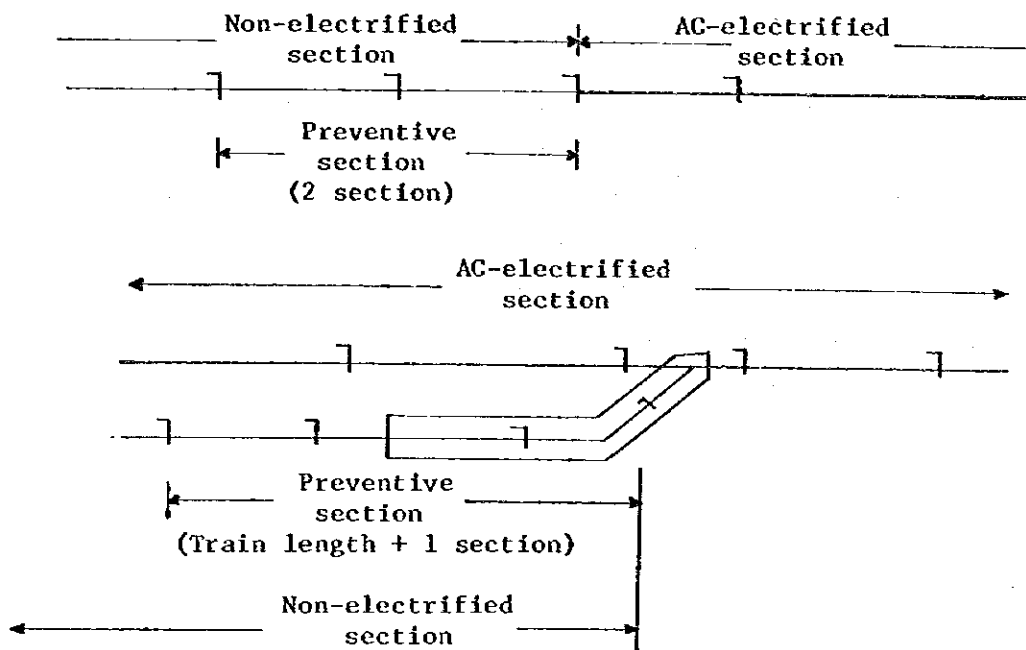 Non-electrified
section
AC-electrified
section
Preventive
section
(2 section)
AC-electrified
section
Preventive
section
(Train length + 1 section)
Non-electrified
section